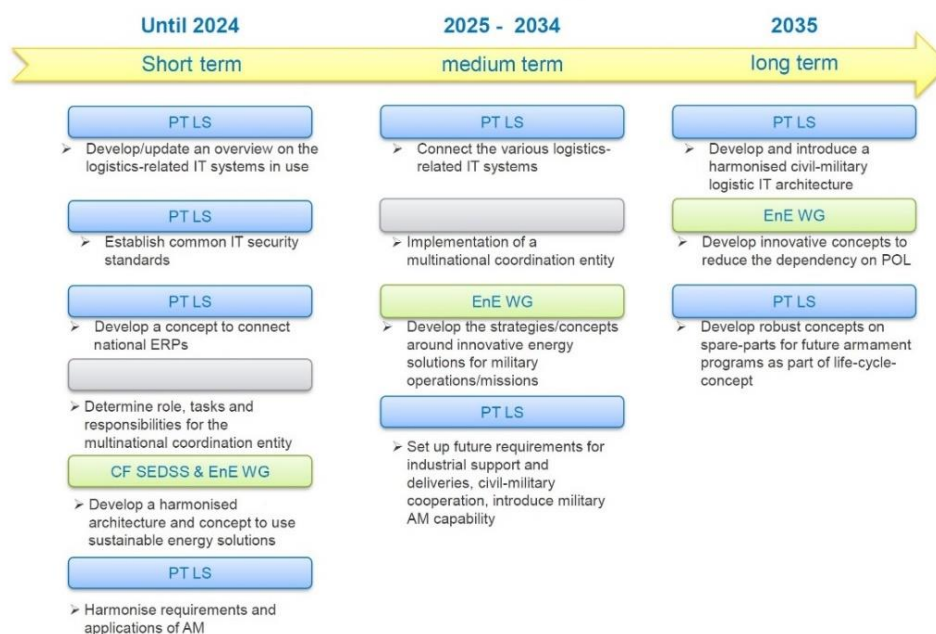 Until 2024
2025 - 2034
2035
Short term
medium term
long term
PT LS
➢ Develop/update an overview on the
logistics-related IT systems in use
PT LS
➢ Establish common IT security
standards
PT LS
➢ Develop a concept to connect
national ERPs
➢ Determine role, tasks and
responsibilities for the
multinational coordination entity
CF SEDSS & EnE WG
➢ Develop a harmonised
architecture and concept to use
sustainable energy solutions
PT LS
➢ Harmonise requirements and
applications of AM
PT LS
➢ Connect the various logistics-
related IT systems
➢ Implementation of a
multinational coordination entity
EnE WG
➢ Develop the strategies/concepts
around innovative energy
solutions for military
operations/missions
PT LS
➢ Set up future requirements for
industrial support and
deliveries, civil-military
cooperation, introduce military
AM capability
PT LS
➢ Develop and introduce a
harmonised civil-military
logistic IT architecture
EnE WG
➢ Develop innovative concepts to
reduce the dependency on POL
PT LS
➢ Develop robust concepts on
spare-parts for future armament
programs as part of life-cycle-
concept